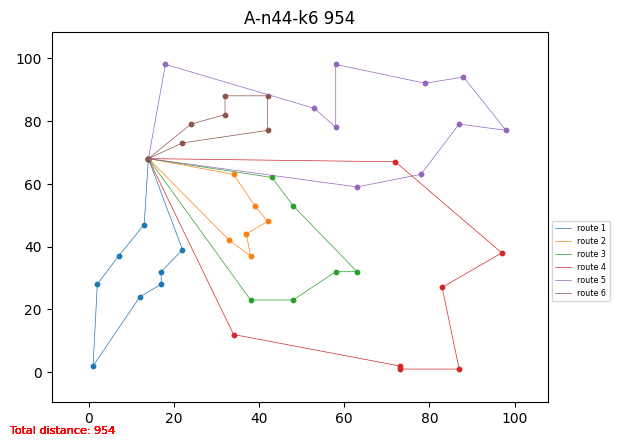 A-n44-k6 954
100
80
60
40
20
0
0 20 40 60 80 100
route 1
route 2
route 3
route 4
route 5
route 6
Total distance: 954